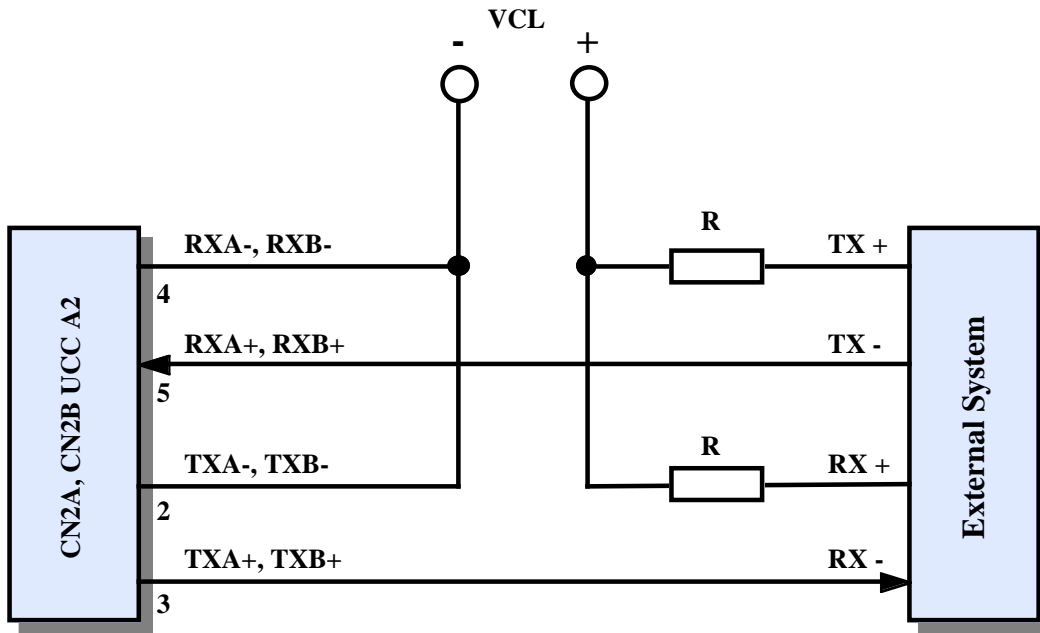 VCL
- +
R
RXA-, RXB- TX +
4
RXA+, RXB+ TX -
5
R
TXA-, TXB- RX +
2
TXA+, TXB+ RX -
3
CN2A, CN2B UCC A2
External System